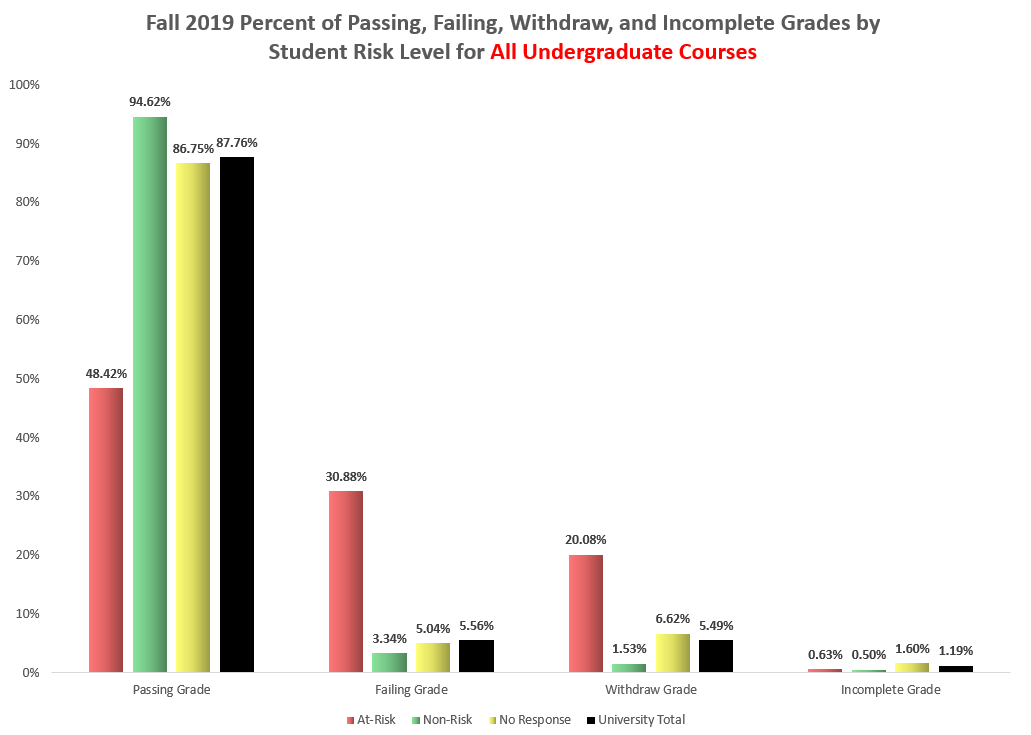 Fall 2019 Percent of Passing, Failing, Withdraw, and Incomplete Grades by
Student Risk Level for All Undergraduate Courses
100%
90%
80%
70%
60%
50%
40%
30%
20%
10%
0%
48.42%
94.62%
86.75%
87.76%
30.88%
3.34%
5.04%
5.56%
20.08%
1.53%
6.62%
5.49%
0.63%
0.50%
1.60%
1.19%
Passing Grade
Failing Grade
Withdraw Grade
Incomplete Grade
At-Risk
Non-Risk
No Response
University Total